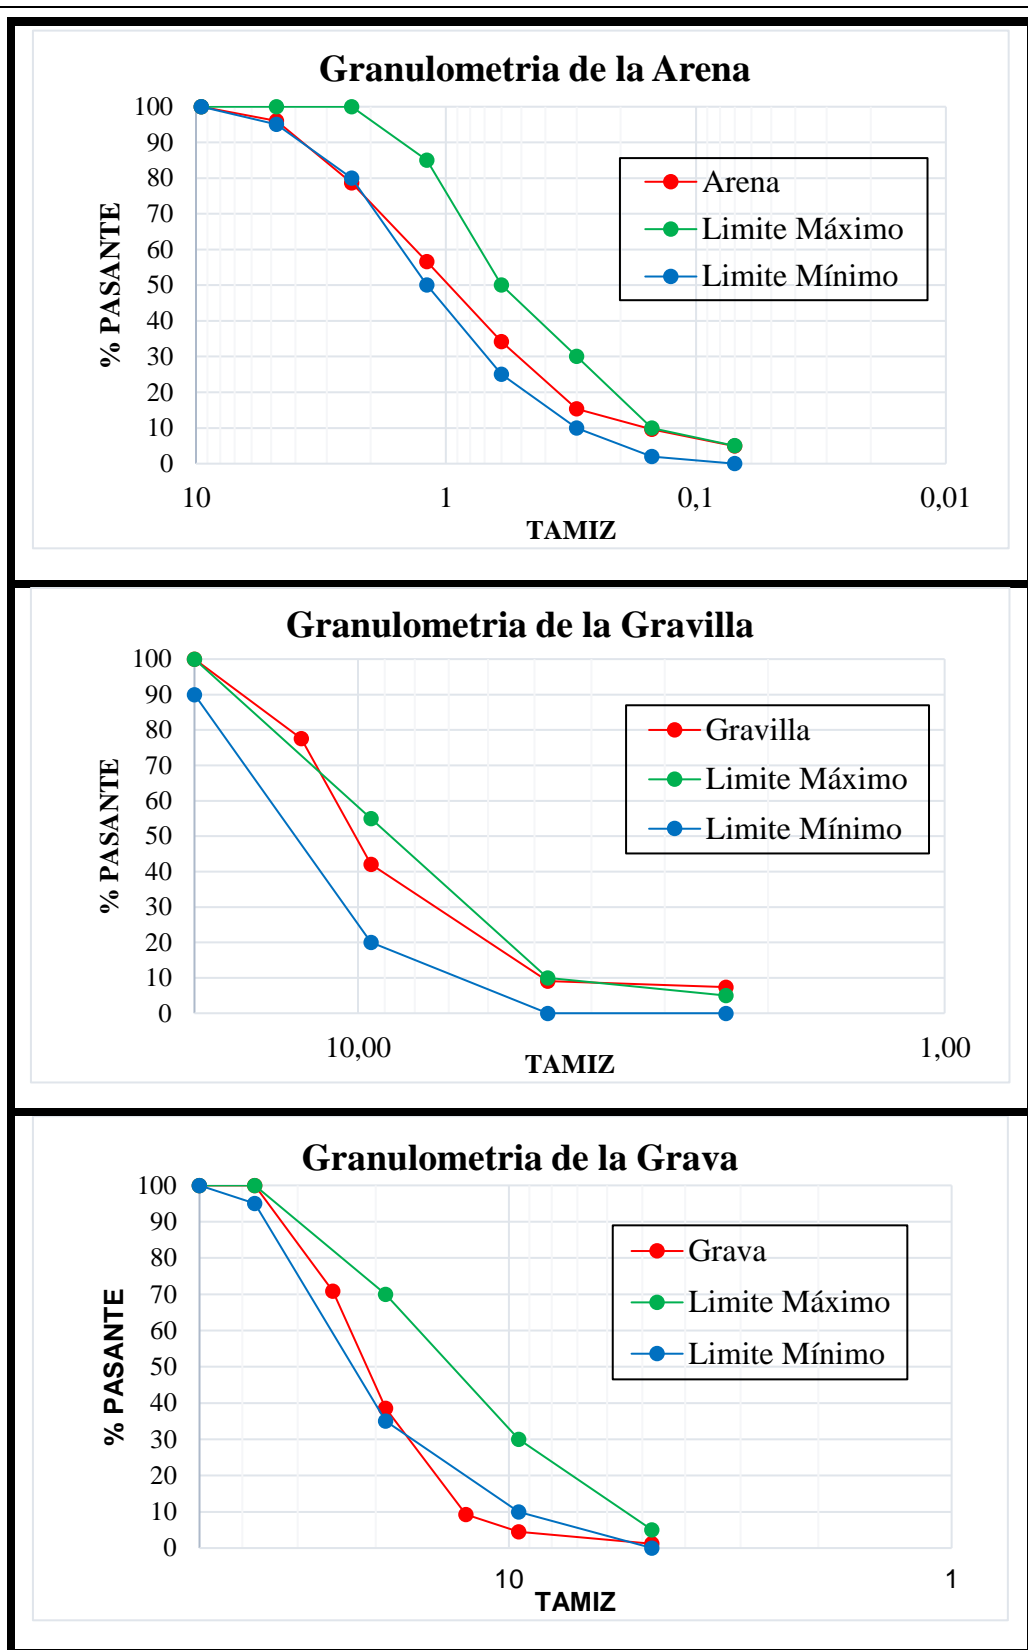 Granulometria de la Arena
100
90
80
70
60
50
40
30
20
10
0
% PASANTE
Arena
Limite Máximo
Limite Mínimo
10 1 0,1 0,01
TAMIZ
Granulometria de la Gravilla
100
90
80
70
60
50
40
30
20
10
0
% PASANTE
Gravilla
Limite Máximo
Limite Mínimo
10,00 1,00
TAMIZ
Granulometria de la Grava
100
90
80
70
60
50
40
30
20
10
0
% PASANTE
Grava
Limite Máximo
Limite Mínimo
10 1
TAMIZ